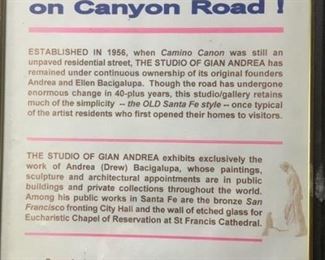 on Canyon Road !
ESTABLISHED IN 1956, when Camino Canon was still an
unpaved residential street, THE STUDIO OF GIAN ANDREA has
remained under continuous ownership of its original founders
Andrea and Ellen Bacigalupa. Though the road has undergone
enormous change in 40-plus years, this studio/gallery retains
much of the simplicity -- the OLD Santa Fe style -- once typical
of the artist residents who first opened their homes to visitors.
THE STUDIO OF GIAN ANDREA exhibits exclusively the
work of Andrea (Drew) Bacigalupa, whose paintings,
sculpture and architectural appointments are in public
buildings and private collections throughout the world.
Among his public works in Santa Fe are the bronze San
Francisco fronting City Hall and the wall of etched glass for
Eucharistic Chapel of Reservation at St Francis Cathedral.